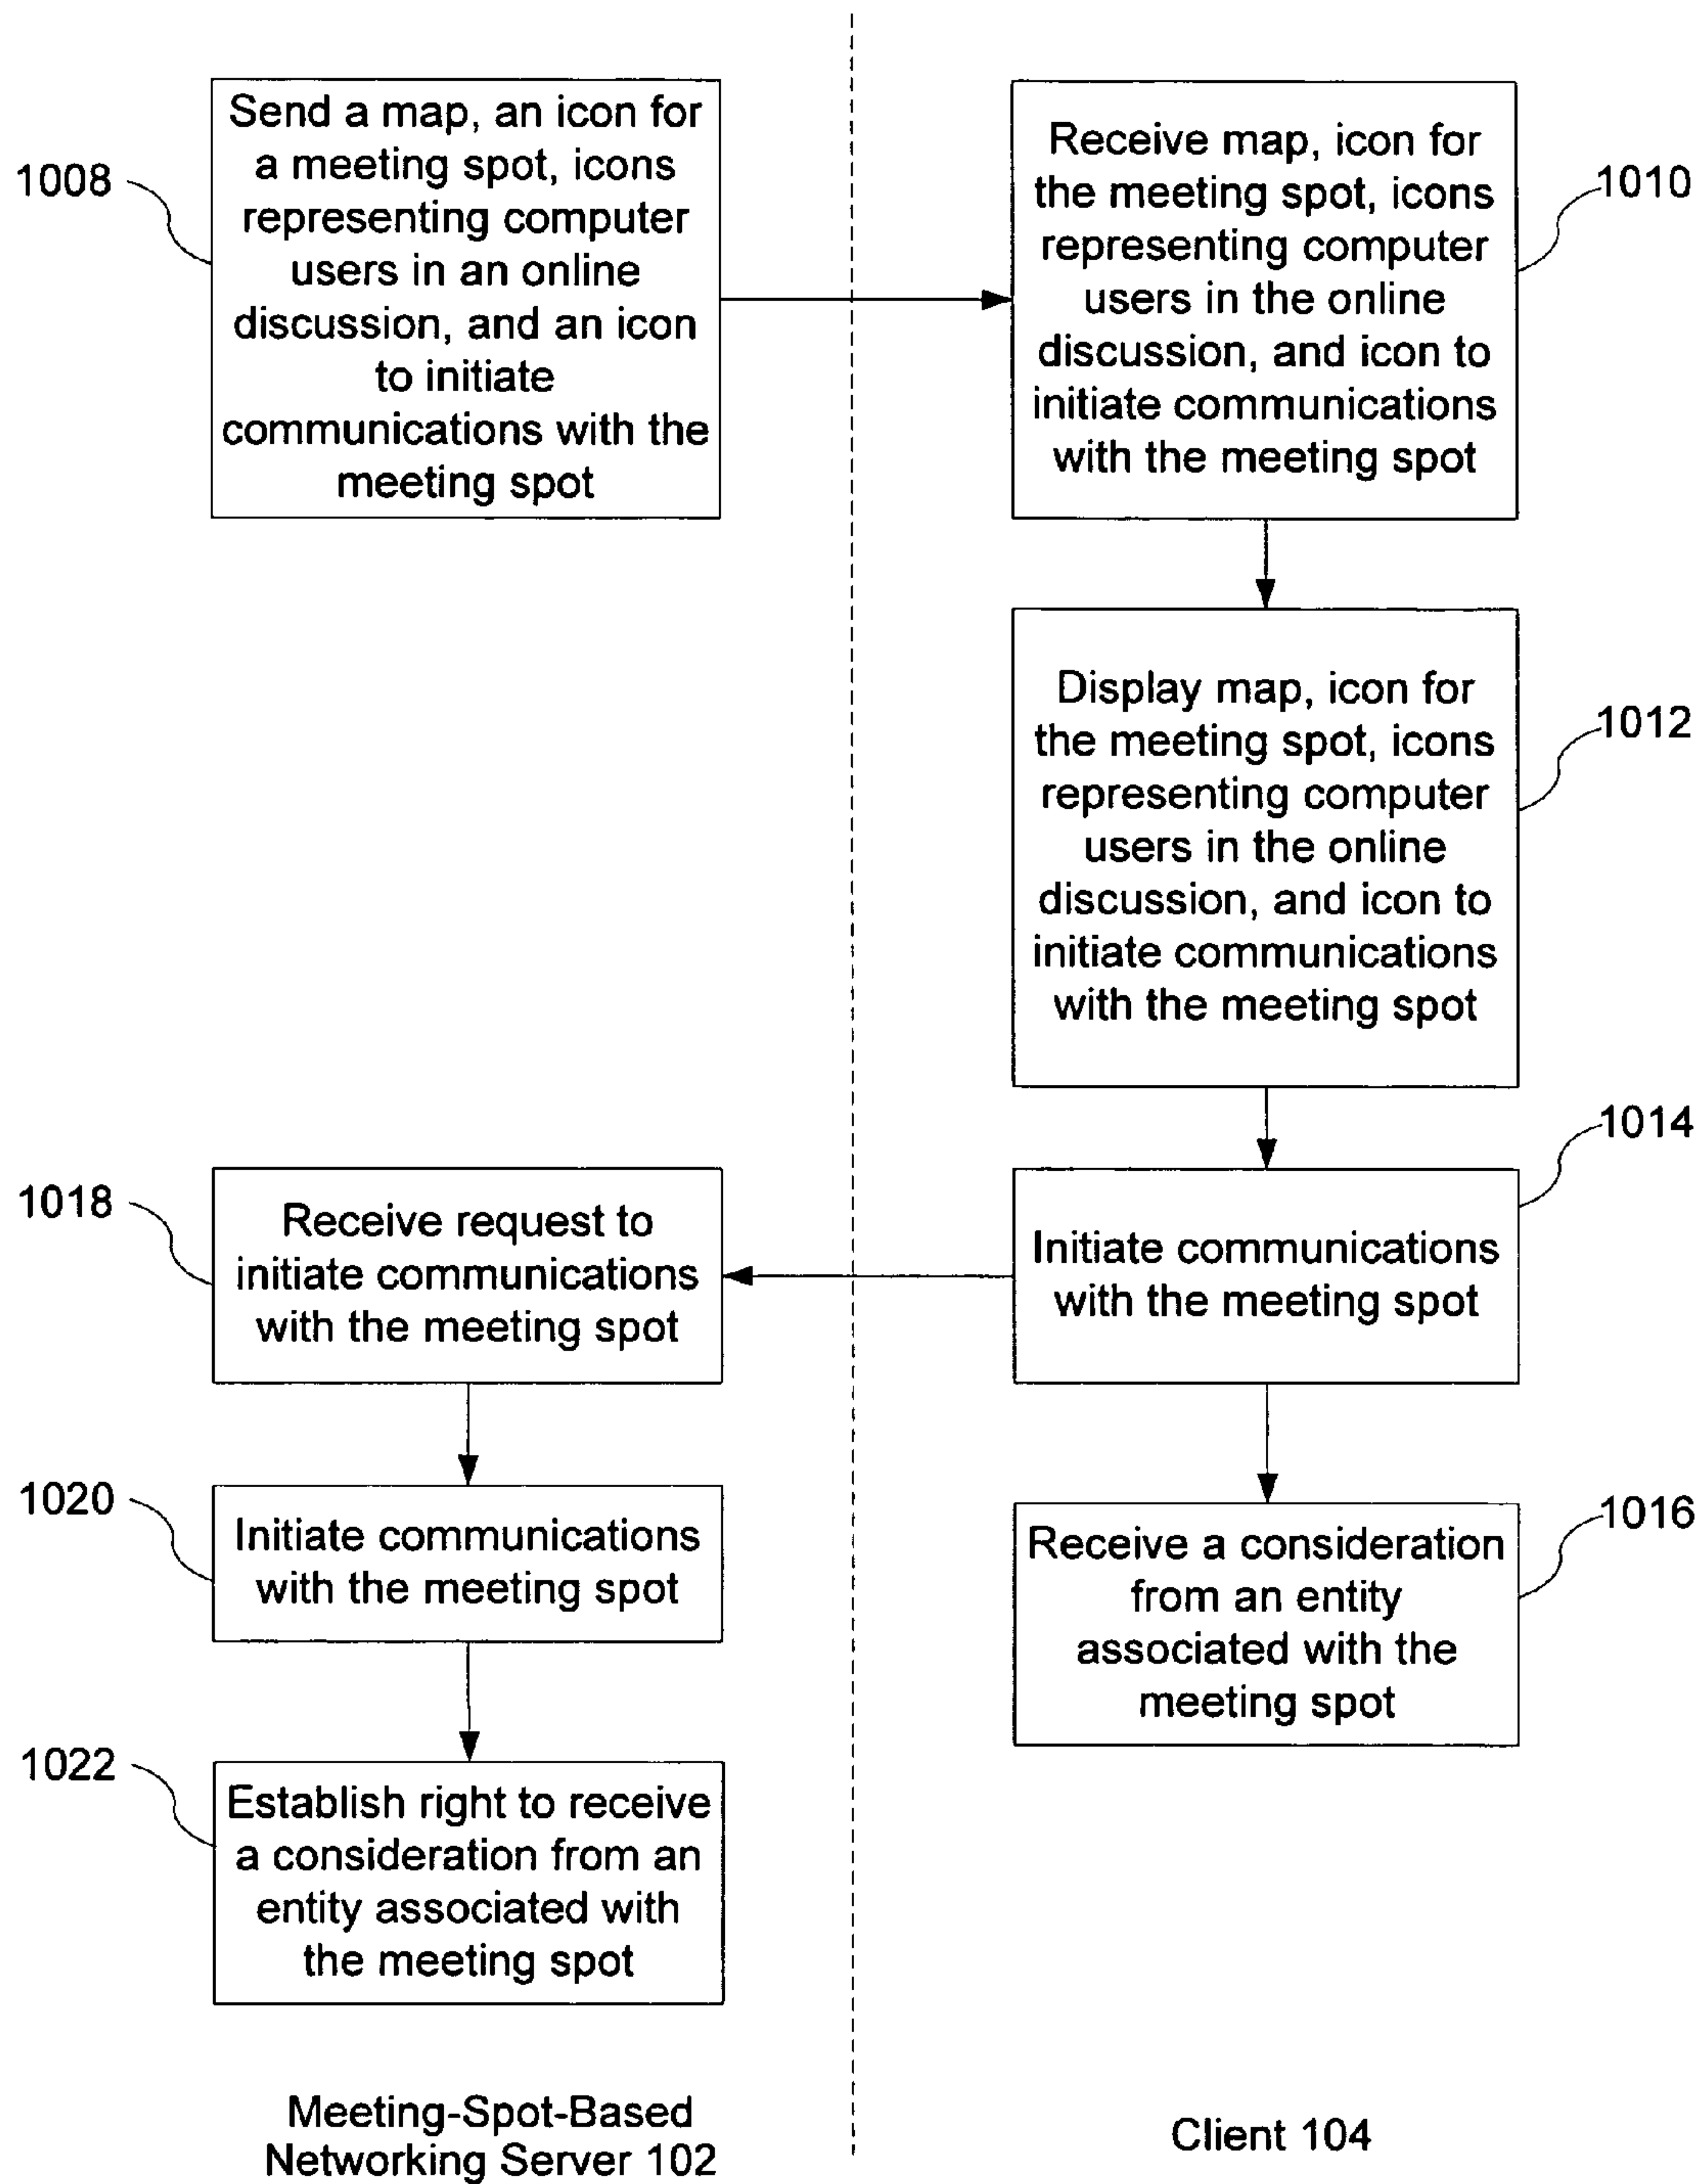 1008
Send a map, an icon for
a meeting spot, icons
representing computer
users in an online
discussion, and an icon
to initiate
communications with the
meeting spot
Receive map, icon for
the meeting spot, icons
representing computer
users in the online
discussion, and icon to
initiate communications
with the meeting spot
1010
Display map, icon for
the meeting spot, icons
representing computer
users in the online
discussion, and icon to
initiate communications
with the meeting spot
1012
Initiate communications
with the meeting spot
1014
1018
Receive request to
initiate communications
with the meeting spot
1020
Initiate communications
with the meeting spot
Receive a consideration
from an entity
associated with the
meeting spot
1016
1022
Establish right to receive
a consideration from an
entity associated with
the meeting spot
Meeting-Spot-Based
Networking Server 102
Client 104